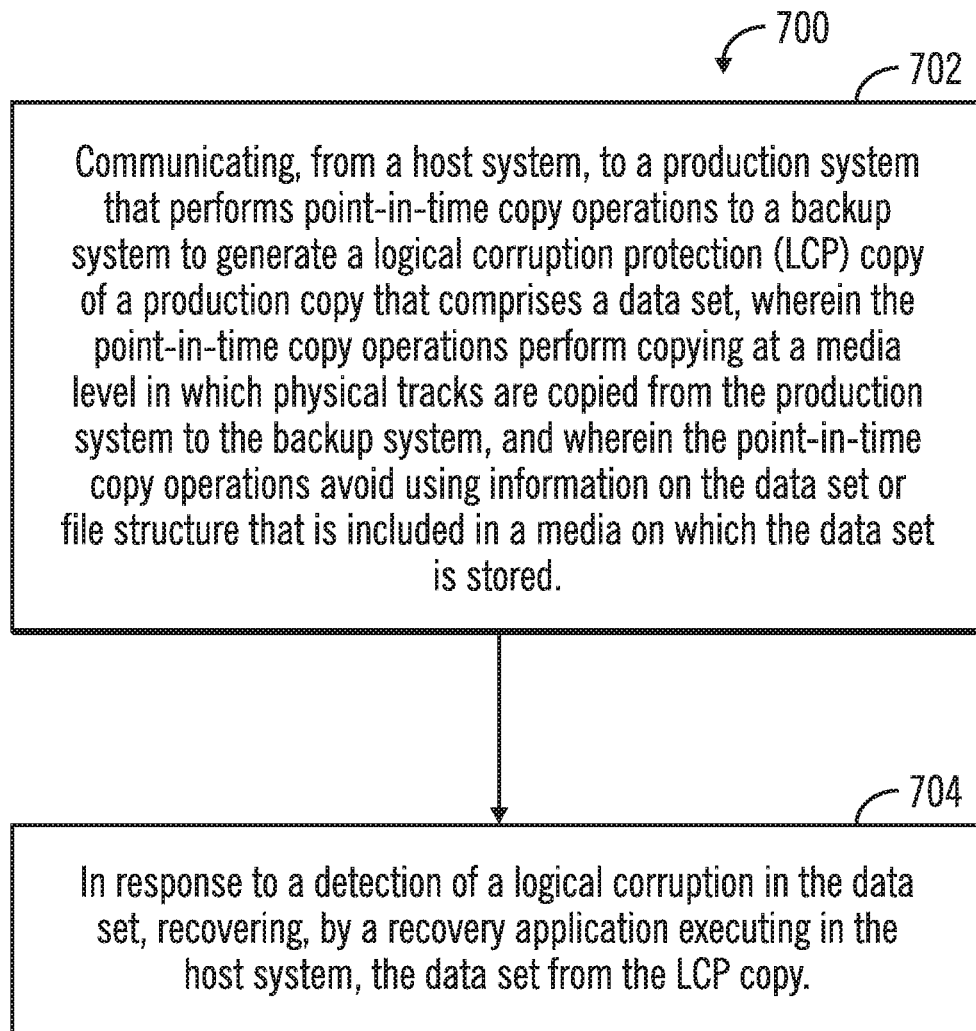 700
702
Communicating, from a host system, to a production system
that performs point-in-time copy operations to a backup
system to generate a logical corruption protection (LCP) copy
of a production copy that comprises a data set, wherein the
point-in-time copy operations perform copying at a media
level in which physical tracks are copied from the production
system to the backup system, and wherein the point-in-time
copy operations avoid using information on the data set or
file structure that is included in a media on which the data set
is stored.
704
In response to a detection of a logical corruption in the data
set, recovering, by a recovery application executing in the
host system, the data set from the LCP copy.